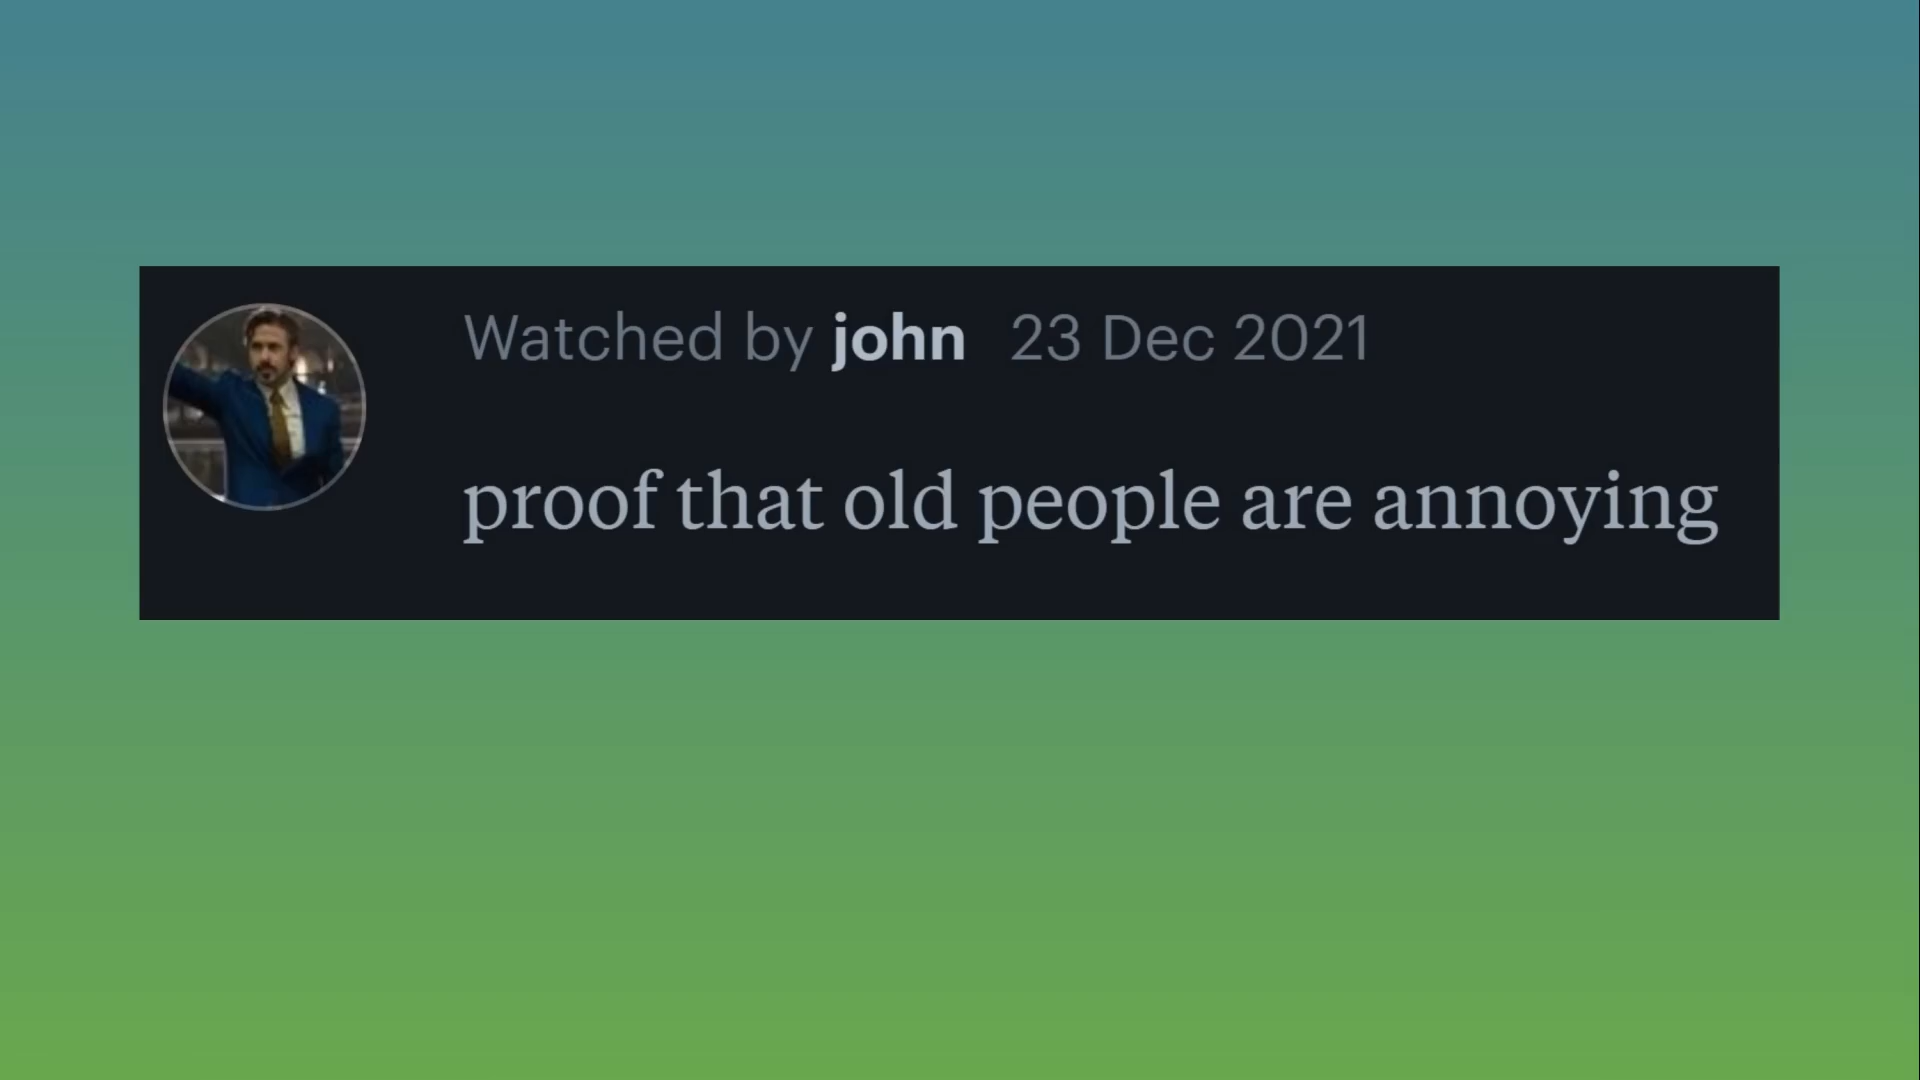 Watched by john 23 Dec 2021
proof that old people are annoying